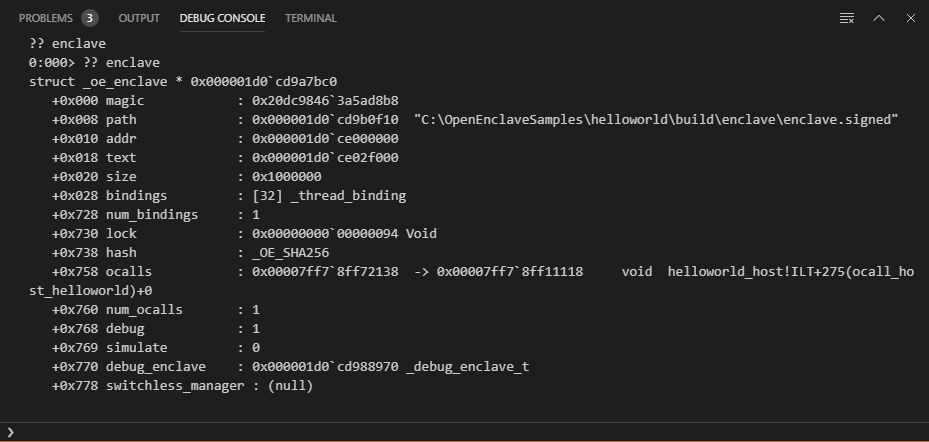 PROBLEMS 3 OUTPUT DEBUG CONSOLE TERMINAL
?? enclave
0:000> ?? enclave
struct _oe_enclave * 0x000001d0`cd9a7bc0
   +0x000 magic            : 0x20dc9846`3a5ad8b8
   +0x008 path             : 0x000001d0`cd9b0f10  "C:\OpenEnclaveSamples\helloworld\build\enclave\enclave.signed"
   +0x010 addr             : 0x000001d0`ce000000
   +0x018 text             : 0x000001d0`ce02f000
   +0x020 size             : 0x1000000
   +0x028 bindings         : [32] _thread_binding
   +0x728 num_bindings     : 1
   +0x730 lock             : 0x00000000`00000094 Void
   +0x738 hash             : _OE_SHA256
   +0x758 ocalls           : 0x00007ff7`8ff72138  -> 0x00007ff7`8ff11118     void  helloworld_host!ILT+275(ocall_ho
st_helloworld)+0
   +0x760 num_ocalls       : 1
   +0x768 debug            : 1
   +0x769 simulate         : 0
   +0x770 debug_enclave    : 0x000001d0`cd988970 _debug_enclave_t
   +0x778 switchless_manager : (null)